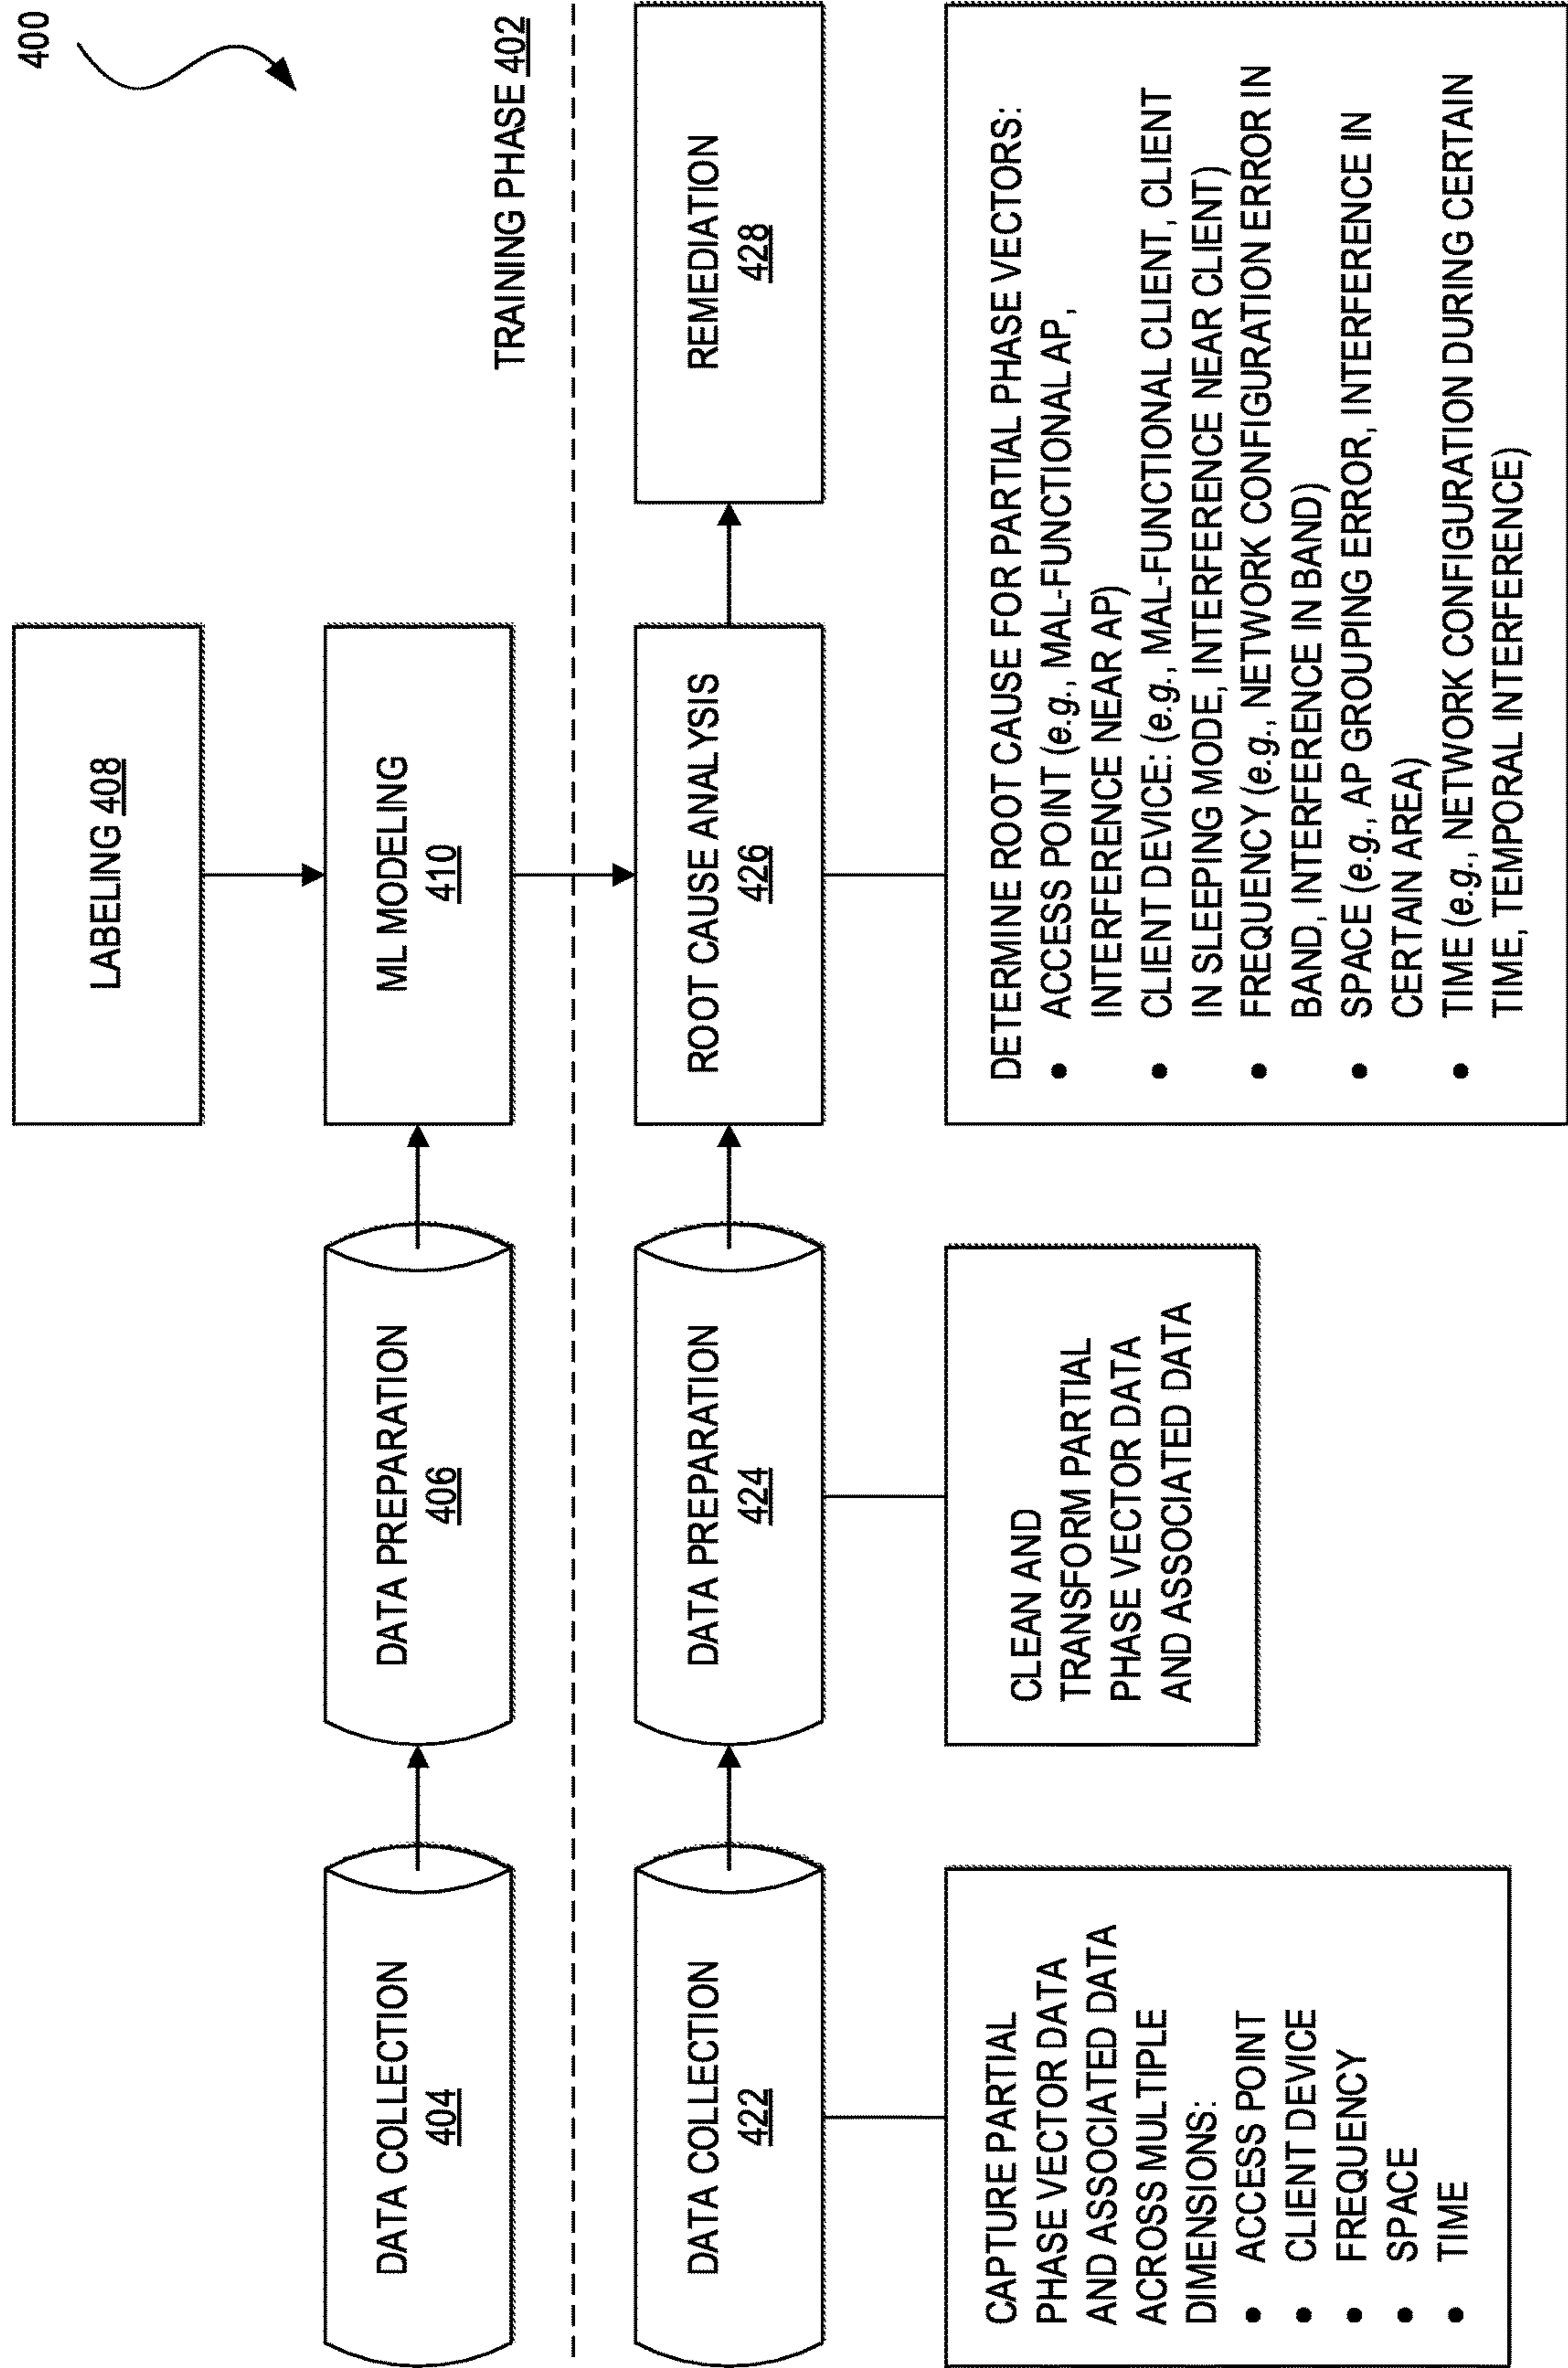 400
LABELING 408
DATA COLLECTION
404
DATA PREPARATION
406
ML MODELING
410
TRAINING PHASE 402
DATA COLLECTION
422
DATA PREPARATION
424
ROOT CAUSE ANALYSIS
426
REMEDIATION
428
CAPTURE PARTIAL
PHASE VECTOR DATA
AND ASSOCIATED DATA
ACROSS MULTIPLE
DIMENSIONS:
• ACCESS POINT
• CLIENT DEVICE
• FREQUENCY
• SPACE
• TIME
CLEAN AND
TRANSFORM PARTIAL
PHASE VECTOR DATA
AND ASSOCIATED DATA
DETERMINE ROOT CAUSE FOR PARTIAL PHASE VECTORS:
• ACCESS POINT (e.g., MAL-FUNCTIONAL AP,
INTERFERENCE NEAR AP)
• CLIENT DEVICE: (e.g., MAL-FUNCTIONAL CLIENT, CLIENT
IN SLEEPING MODE, INTERFERENCE NEAR CLIENT)
• FREQUENCY (e.g., NETWORK CONFIGURATION ERROR IN
BAND, INTERFERENCE IN BAND)
• SPACE (e.g., AP GROUPING ERROR, INTERFERENCE IN
CERTAIN AREA)
• TIME (e.g., NETWORK CONFIGURATION DURING CERTAIN
TIME, TEMPORAL INTERFERENCE)